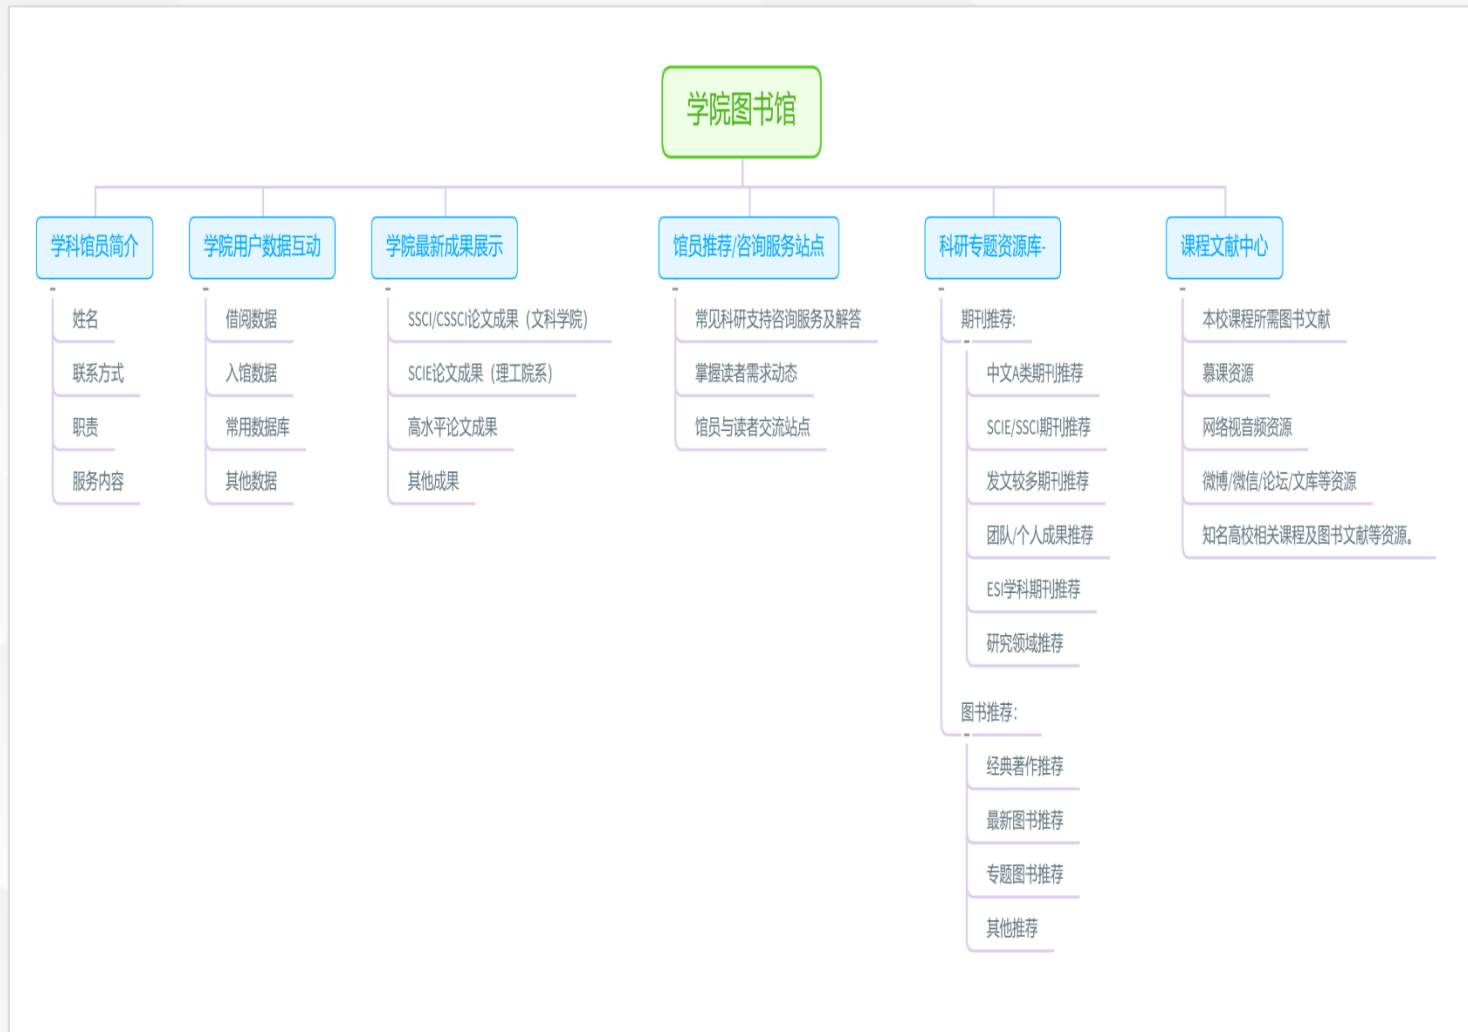 学院图书馆
学科馆员简介
姓名
联系方式
职责
服务内容
学院用户数据互动
借阅数据
入馆数据
常用数据库
其他数据
学院最新成果展示
SSCI/CSSCI论文成果（文科学院）
SCIE论文成果（理工院系）
高水平论文成果
其他成果
馆员推荐/咨询服务站点
常见科研支持咨询服务及解答
掌握读者需求动态
馆员与读者交流站点
科研专题资源库-
期刊推荐:
中文A类期刊推荐
SCIE/SSCI期刊推荐
发文较多期刊推荐
团队/个人成果推荐
ESI学科期刊推荐
研究领域推荐
图书推荐：
经典著作推荐
最新图书推荐
专题图书推荐
其他推荐
课程文献中心
本校课程所需图书文献
慕课资源
网络视音频资源
微博/微信/论坛/文库等资源
知名高校相关课程及图书文献等资源。